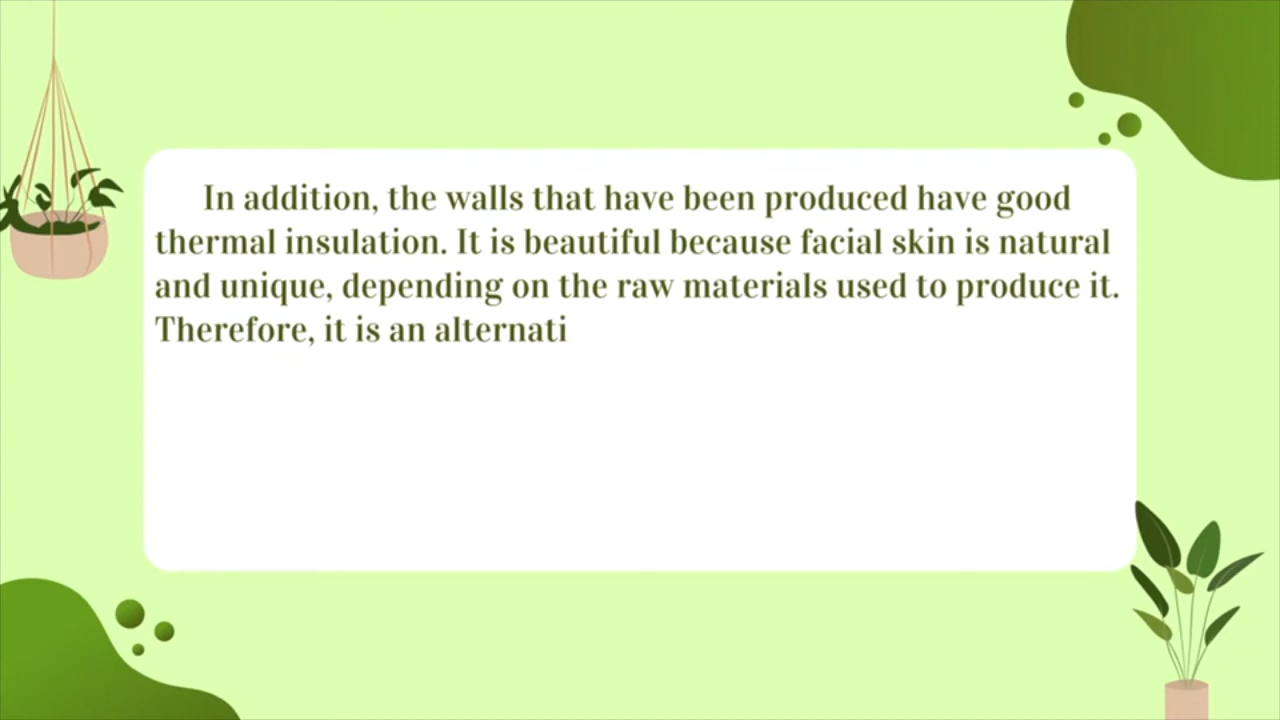 In addition, the walls that have been produced have good
thermal insulation. It is beautiful because facial skin is natural
and unique, depending on the raw materials used to produce it.
Therefore, it is an alternati